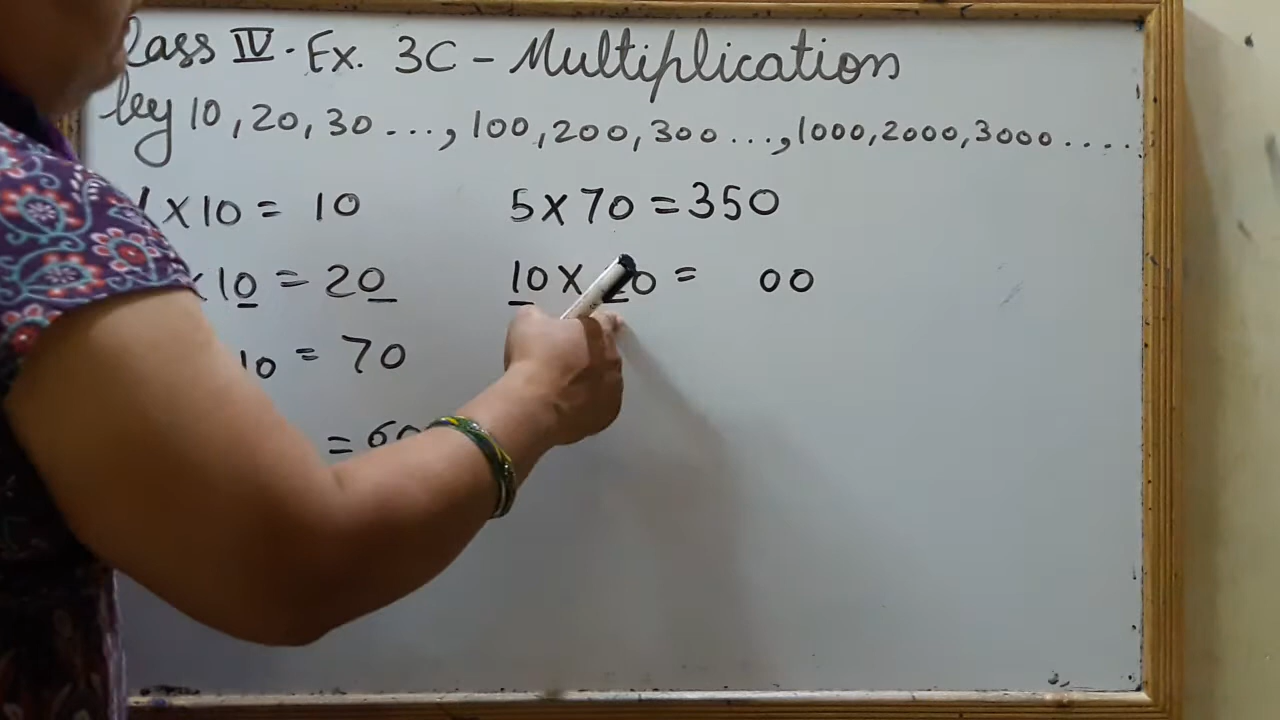 Class IV. Ex. 3C - Multiplication
by 10, 20, 30 ..., 100, 200, 300 ..., 1000, 2000, 3000 .....
1 X 10 = 10
X 10 = 20
10 = 70
= 60
5 X 70 = 350
10 X 20 = 00